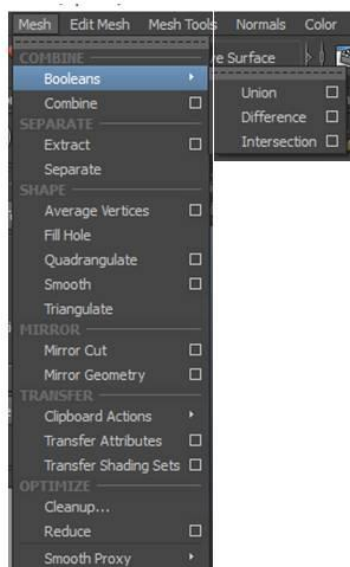 Mesh Edit Mesh Mesh Tools Normals Color
COMBINE
Booleans
Combine
SEPARATE
Extract
Separate
SHAPE
Average Vertices
Fill Hole
Quadrangulate
Smooth
Triangulate
MIRROR
Mirror Cut
Mirror Geometry
TRANSFER
Clipboard Actions
Transfer Attributes
Transfer Shading Sets
OPTIMIZE
Cleanup...
Reduce
Smooth Proxy
Surface
Union
Difference
Intersection